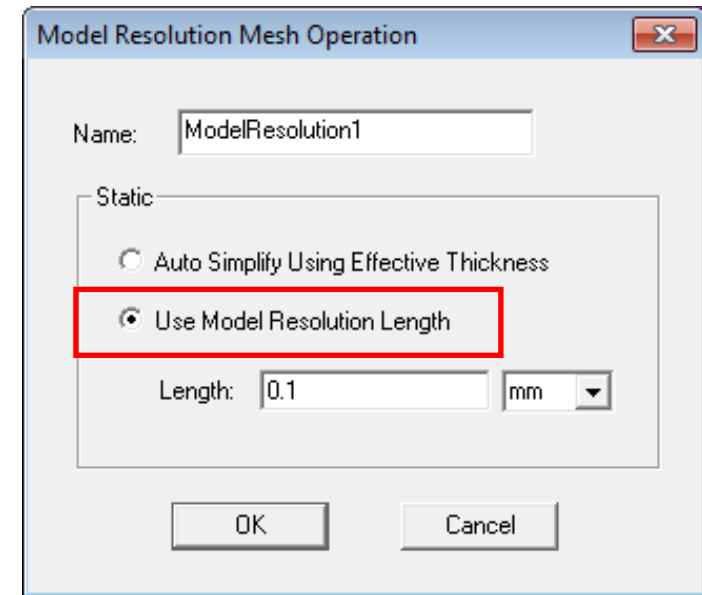 Model Resolution Mesh Operation
Name: ModelResolution1
Static
Auto Simplify Using Effective Thickness
Use Model Resolution Length
Length: 0.1 mm
OK Cancel